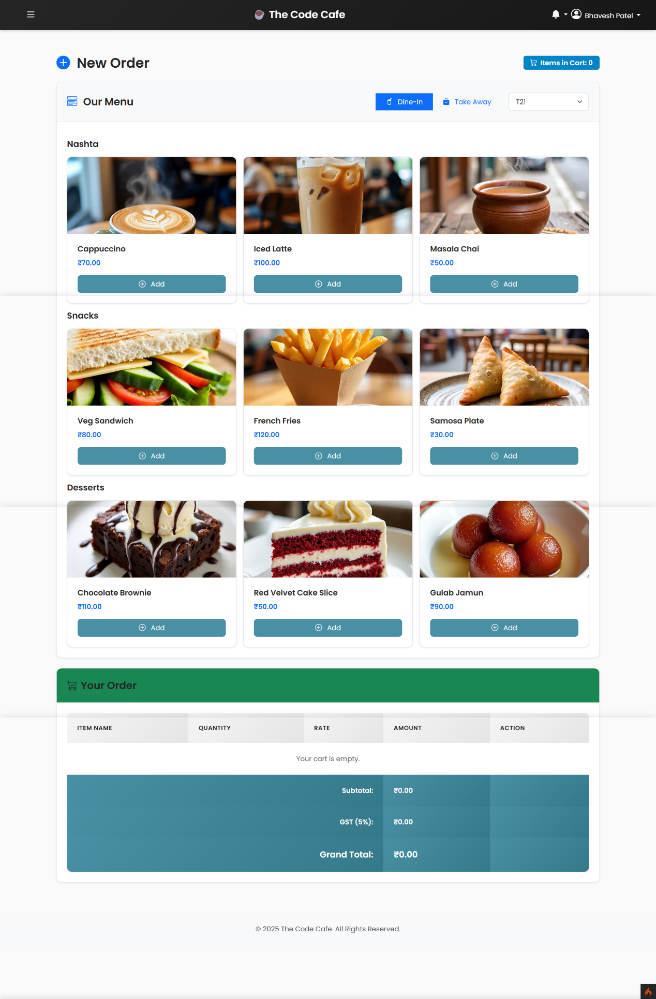 The Code Cafe
Bhavesh Patel
New Order
Items in Cart: 0
Our Menu
Dine-In
Take Away
T21
Nashta
Cappuccino
₹70.00
Add
Iced Latte
₹100.00
Add
Masala Chai
₹50.00
Add
Snacks
Veg Sandwich
₹80.00
Add
French Fries
₹120.00
Add
Samosa Plate
₹30.00
Add
Desserts
Chocolate Brownie
₹110.00
Add
Red Velvet Cake Slice
₹50.00
Add
Gulab Jamun
₹90.00
Add
Your Order
ITEM NAME QUANTITY RATE AMOUNT ACTION
Your cart is empty.
Subtotal: ₹0.00
GST (5%): ₹0.00
Grand Total: ₹0.00
© 2025 The Code Cafe. All Rights Reserved.